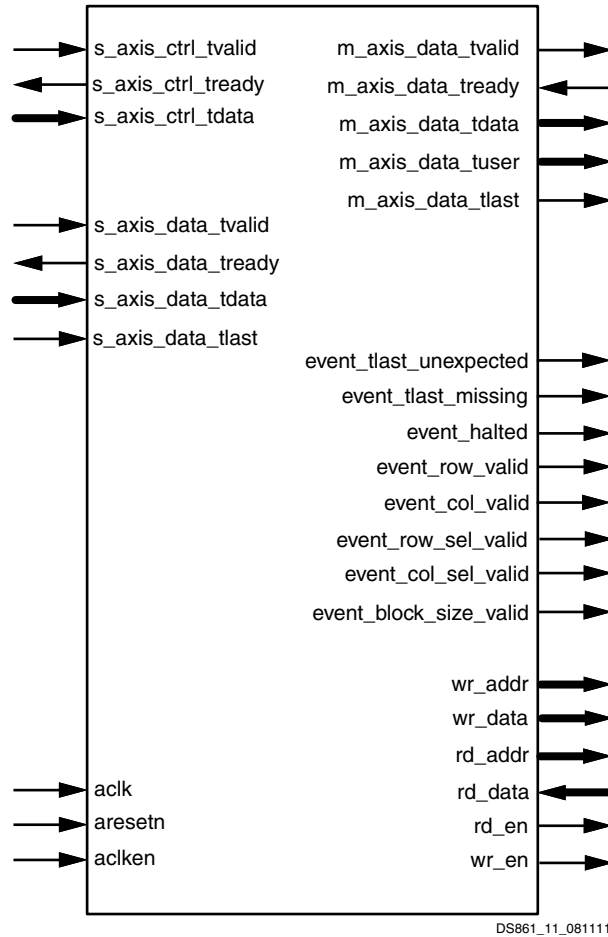 s_axis_ctrl_tvalid
s_axis_ctrl_tready
s_axis_ctrl_tdata
s_axis_data_tvalid
s_axis_data_tready
s_axis_data_tdata
s_axis_data_tlast
aclk
aresetn
aclken
m_axis_data_tvalid
m_axis_data_tready
m_axis_data_tdata
m_axis_data_tuser
m_axis_data_tlast
event_tlast_unexpected
event_tlast_missing
event_halted
event_row_valid
event_col_valid
event_row_sel_valid
event_col_sel_valid
event_block_size_valid
wr_addr
wr_data
rd_addr
rd_data
rd_en
wr_en
DS861_11_081111